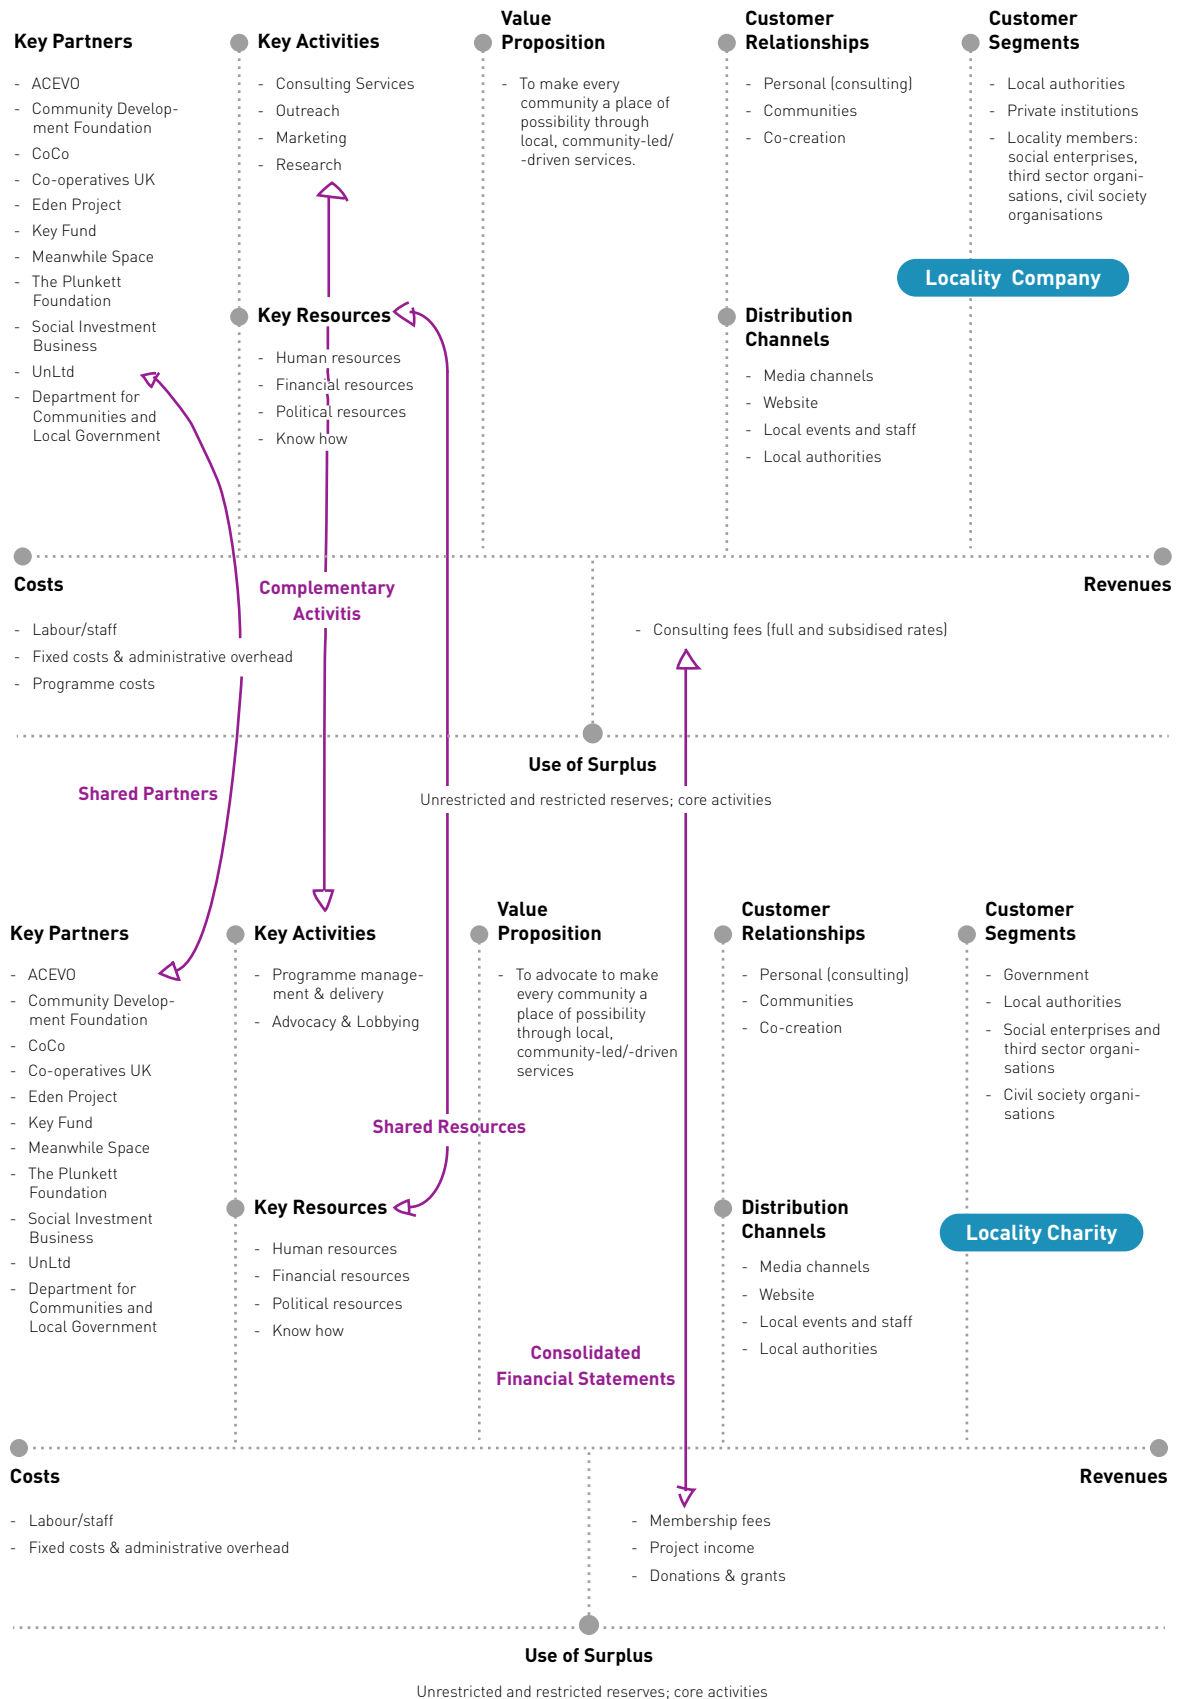 Key Partners
- ACEVO
- Community Develop-
ment Foundation
- CoCo
- Co-operatives UK
- Eden Project
- Key Fund
- Meanwhile Space
- The Plunkett
Foundation
- Social Investment
Business
- UnLtd
- Department for
Communities and
Local Government
Key Activities
- Consulting Services
- Outreach
- Marketing
- Research
Key Resources
- Human resources
- Financial resources
- Political resources
- Know how
Value
Proposition
- To make every
community a place of
possibility through
local, community-led/
-driven services.
Customer
Relationships
- Personal (consulting)
- Communities
- Co-creation
Distribution
Channels
- Media channels
- Website
- Local events and staff
- Local authorities
Customer
Segments
- Local authorities
- Private institutions
- Locality members:
social enterprises,
third sector organi-
sations, civil society
organisations
Locality Company
Costs
- Labour/staff
- Fixed costs & administrative overhead
- Programme costs
Complementary
Activitis
Revenues
- Consulting fees (full and subsidised rates)
Use of Surplus
Unrestricted and restricted reserves; core activities
Shared Partners
Key Partners
- ACEVO
- Community Develop-
ment Foundation
- CoCo
- Co-operatives UK
- Eden Project
- Key Fund
- Meanwhile Space
- The Plunkett
Foundation
- Social Investment
Business
- UnLtd
- Department for
Communities and
Local Government
Key Activities
- Programme manage-
ment & delivery
- Advocacy & Lobbying
Shared Resources
Key Resources
- Human resources
- Financial resources
- Political resources
- Know how
Value
Proposition
- To advocate to make
every community a
place of possibility
through local,
community-led/-driven
services
Consolidated
Financial Statements
Customer
Relationships
- Personal (consulting)
- Communities
- Co-creation
Distribution
Channels
- Media channels
- Website
- Local events and staff
- Local authorities
Customer
Segments
- Government
- Local authorities
- Social enterprises and
third sector organi-
sations
- Civil society organi-
sations
Locality Charity
Costs
- Labour/staff
- Fixed costs & administrative overhead
Revenues
- Membership fees
- Project income
- Donations & grants
Use of Surplus
Unrestricted and restricted reserves; core activities